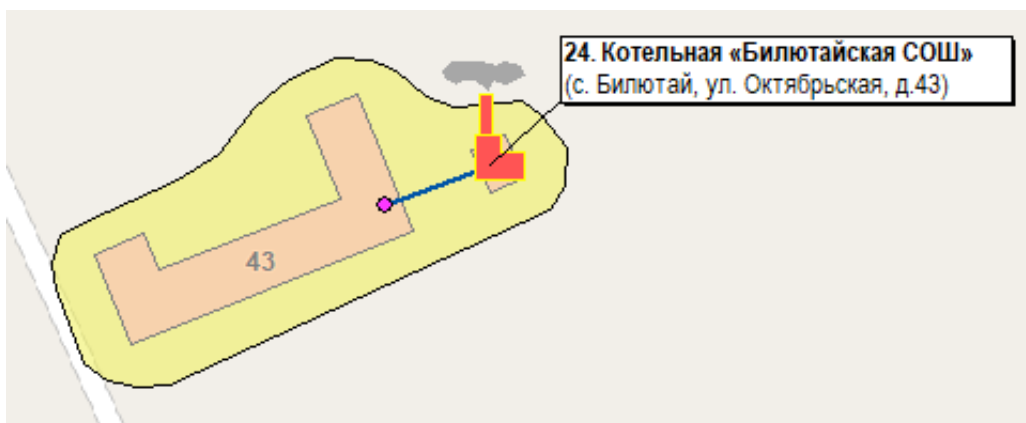 24. Котельная «Билютайская СОШ»
(с. Билютай, ул. Октябрьская, д.43)
43